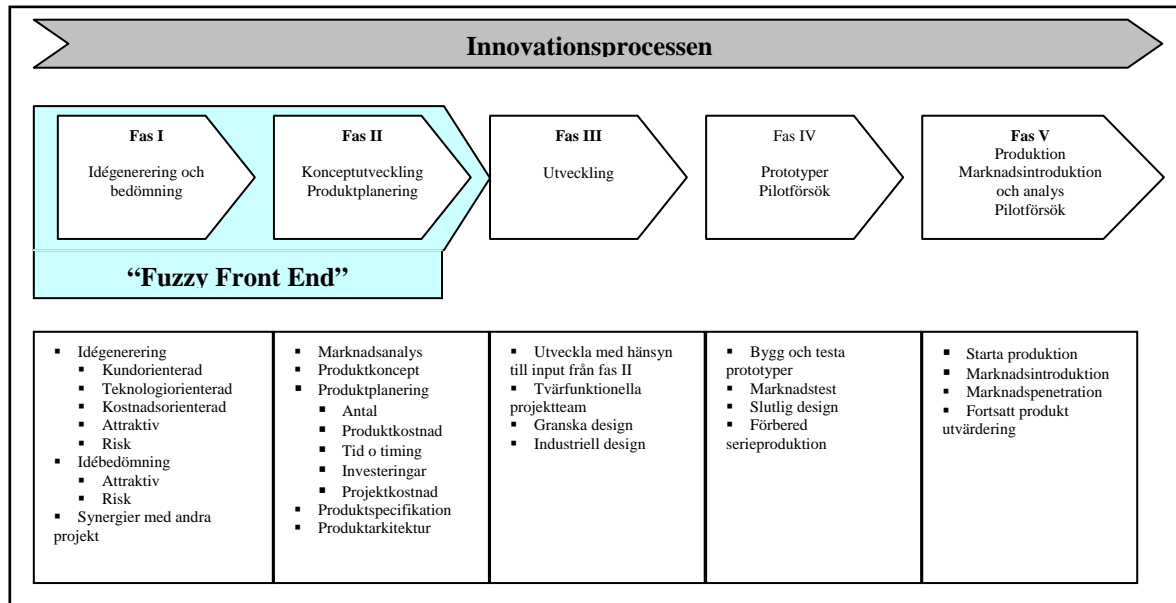 Innovationsprocessen
Fas I
Idégenerering och
bedömning
Fas II
Konceptutveckling
Produktplanering
Fas III
Utveckling
Fas IV
Prototyper
Pilotförsök
Fas V
Produktion
Marknadsintroduktion
och analys
Pilotförsök
“Fuzzy Front End”
▪ Idégenerering
▪ Kundorienterad
▪ Teknologiorienterad
▪ Kostnadsorienterad
▪ Attraktiv
▪ Risk
▪ Idébedömning
▪ Attraktiv
▪ Risk
▪ Synergier med andra
projekt
▪ Marknadsanalys
▪ Produktkoncept
▪ Produktplanering
▪ Antal
▪ Produktkostnad
▪ Tid o timing
▪ Investeringar
▪ Projektkostnad
▪ Produktspecifikation
▪ Produktarkitektur
▪ Utveckla med hänsyn
till input från fas II
▪ Tvärfunktionella
projektteam
▪ Granska design
▪ Industriell design
▪ Bygg och testa
prototyper
▪ Marknadstest
▪ Slutlig design
▪ Förbered
serieproduktion
▪ Starta produktion
▪ Marknadsintroduktion
▪ Marknadspenetration
▪ Fortsatt produkt
utvärdering